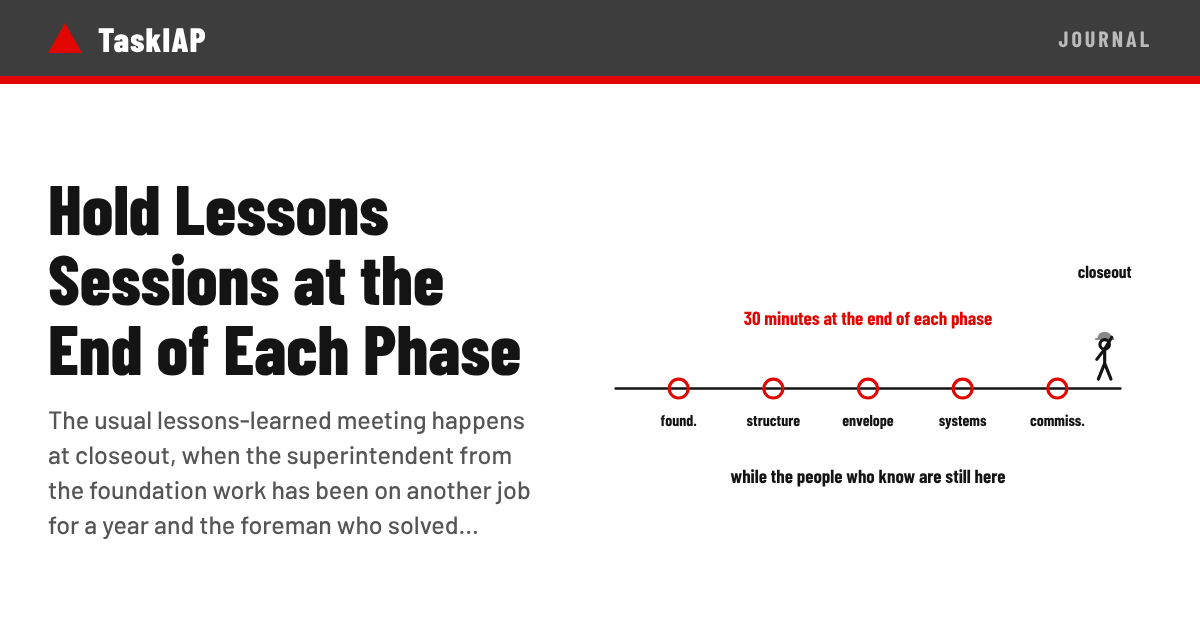 TaskIAP
JOURNAL
Hold Lessons
Sessions at the
End of Each Phase
The usual lessons-learned meeting happens
at closeout, when the superintendent from
the foundation work has been on another job
for a year and the foreman who solved...
closeout
30 minutes at the end of each phase
found.
structure
envelope
systems
commiss.
while the people who know are still here